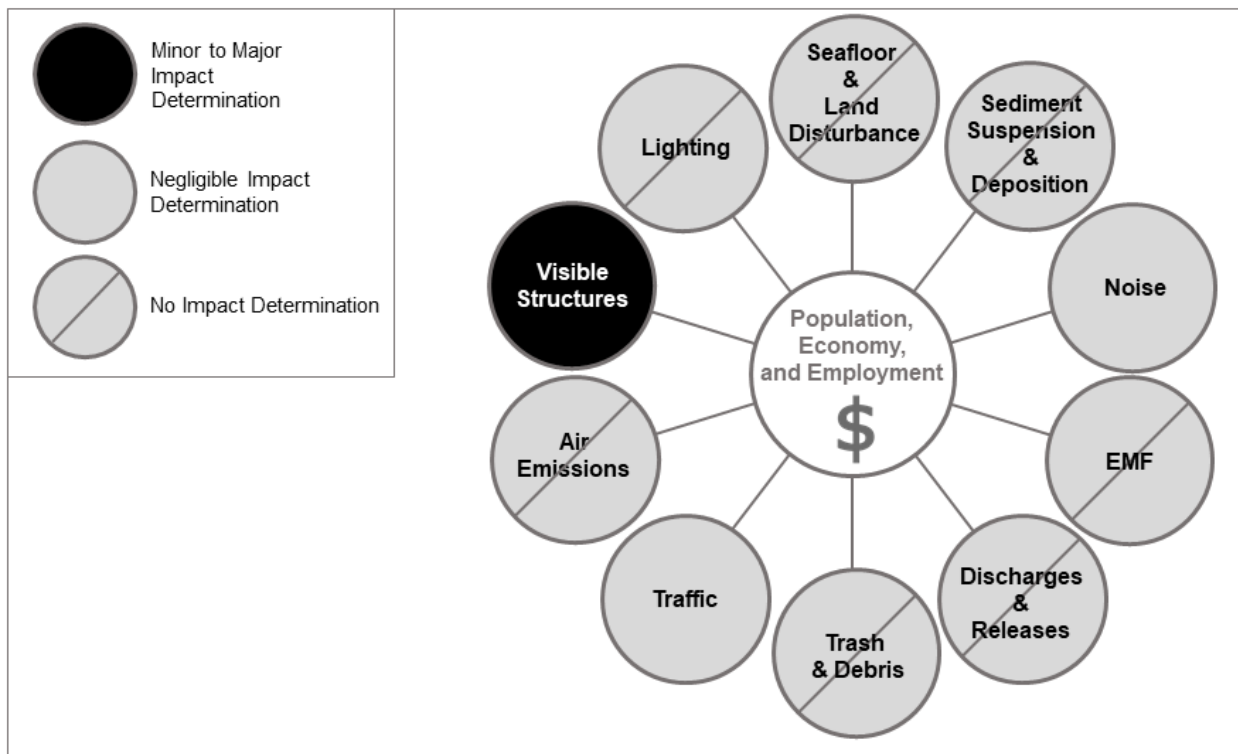 Minor to Major
Impact
Determination
Negligible Impact
Determination
No Impact Determination
Seafloor
&
Land
Disturbance
Sediment
Suspension
&
Deposition
Lighting
Noise
Visible
Structures
Population,
Economy,
and Employment
$
EMF
Air
Emissions
Discharges
&
Releases
Traffic
Trash
& Debris